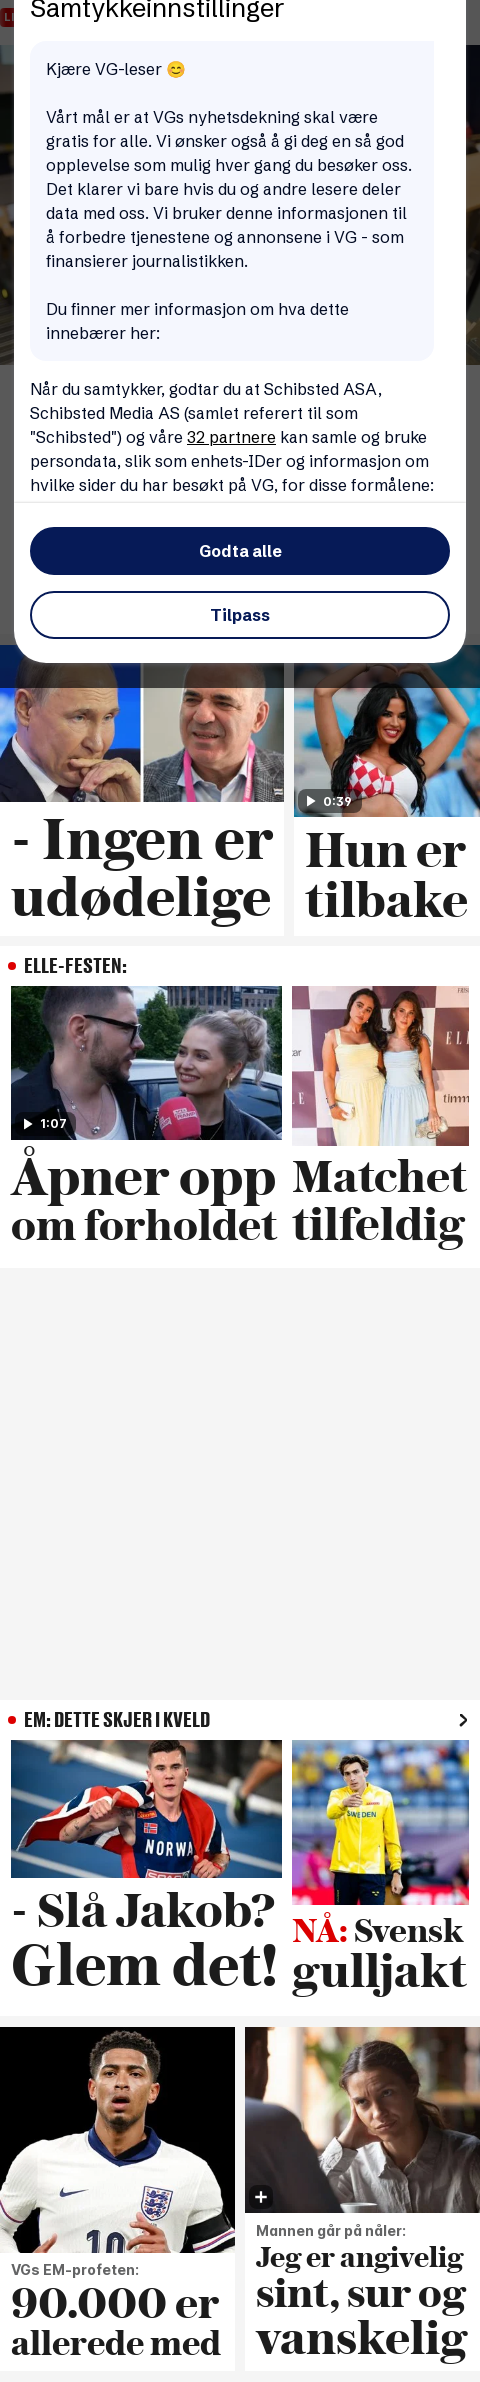 Samtykkeinnstillinger
Kjære VG-leser 😊
Vårt mål er at VGs nyhetsdekning skal være
gratis for alle. Vi ønsker også å gi deg en så god
opplevelse som mulig hver gang du besøker oss.
Det klarer vi bare hvis du og andre lesere deler
data med oss. Vi bruker denne informasjonen til
å forbedre tjenestene og annonsene i VG - som
finansierer journalistikken.
Du finner mer informasjon om hva dette
innebærer her:
Når du samtykker, godtar du at Schibsted ASA,
Schibsted Media AS (samlet referert til som
"Schibsted") og våre 32 partnere kan samle og bruke
persondata, slik som enhets-IDer og informasjon om
hvilke sider du har besøkt på VG, for disse formålene:
Godta alle
Tilpass
0:39
- Ingen er
udødelige
Hun er
tilbake
ELLE-FESTEN:
1:07
ELL
Åpner opp
om forholdet
Matchet
tilfeldig
EM: DETTE SKJER I KVELD
NORWA
SWEDEN
- Slå Jakob?
Glem det!
NÅ: Svensk
gulljakt
10
VGs EM-profeten:
90.000 er
allerede med
Mannen går på nåler:
Jeg er angivelig
sint, sur og
vanskelig